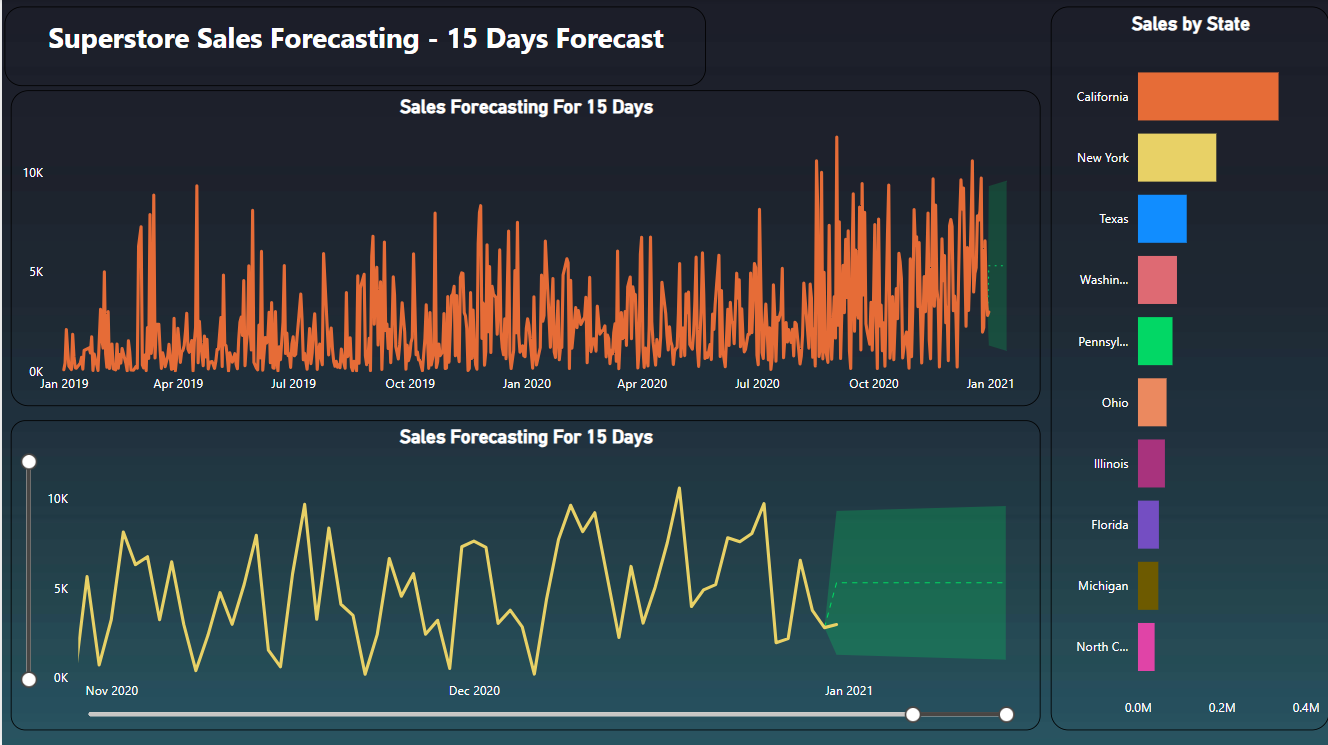 Superstore Sales Forecasting - 15 Days Forecast
Sales Forecasting For 15 Days
10K
5K
0K
Jan 2019 Apr 2019 Jul 2019 Oct 2019 Jan 2020 Apr 2020 Jul 2020 Oct 2020 Jan 2021
Sales Forecasting For 15 Days
10K
5K
0K
Nov 2020 Dec 2020 Jan 2021
Sales by State
California
New York
Texas
Washin...
Pennsyl...
Ohio
Illinois
Florida
Michigan
North C...
0.0M 0.2M 0.4M